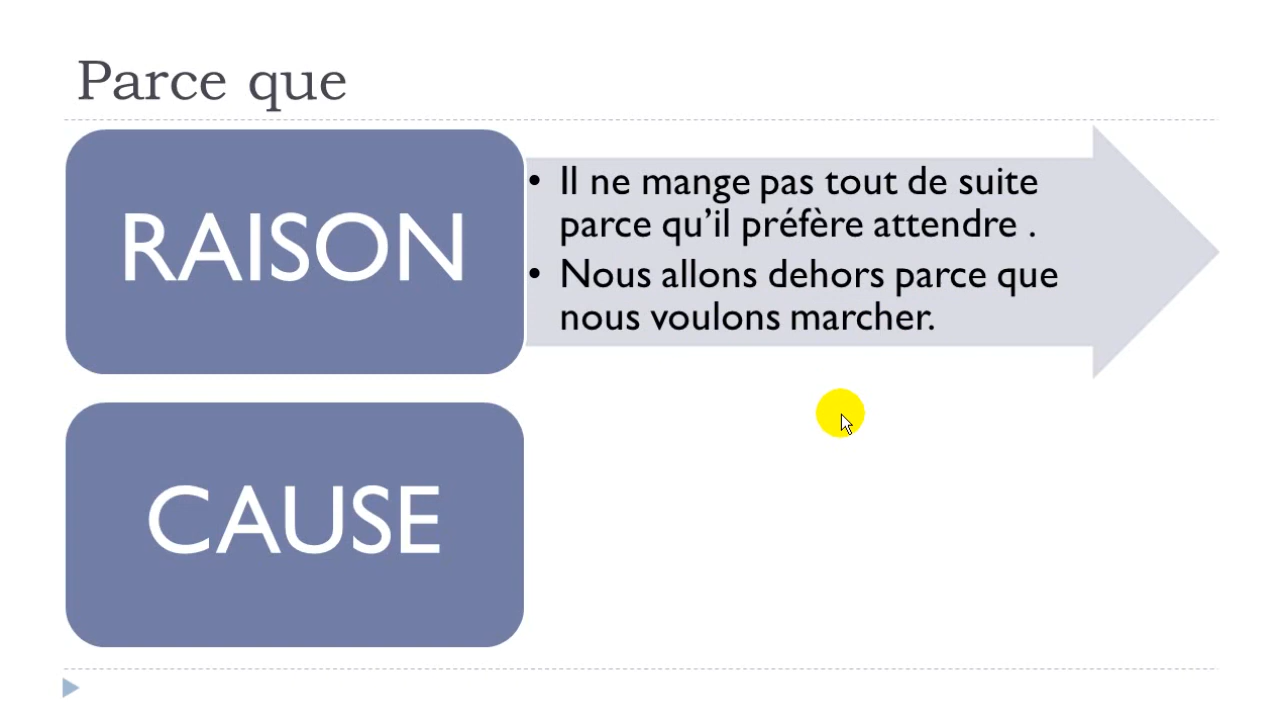 Parce que
RAISON
• Il ne mange pas tout de suite
parce qu’il préfère attendre .
• Nous allons dehors parce que
nous voulons marcher.
CAUSE